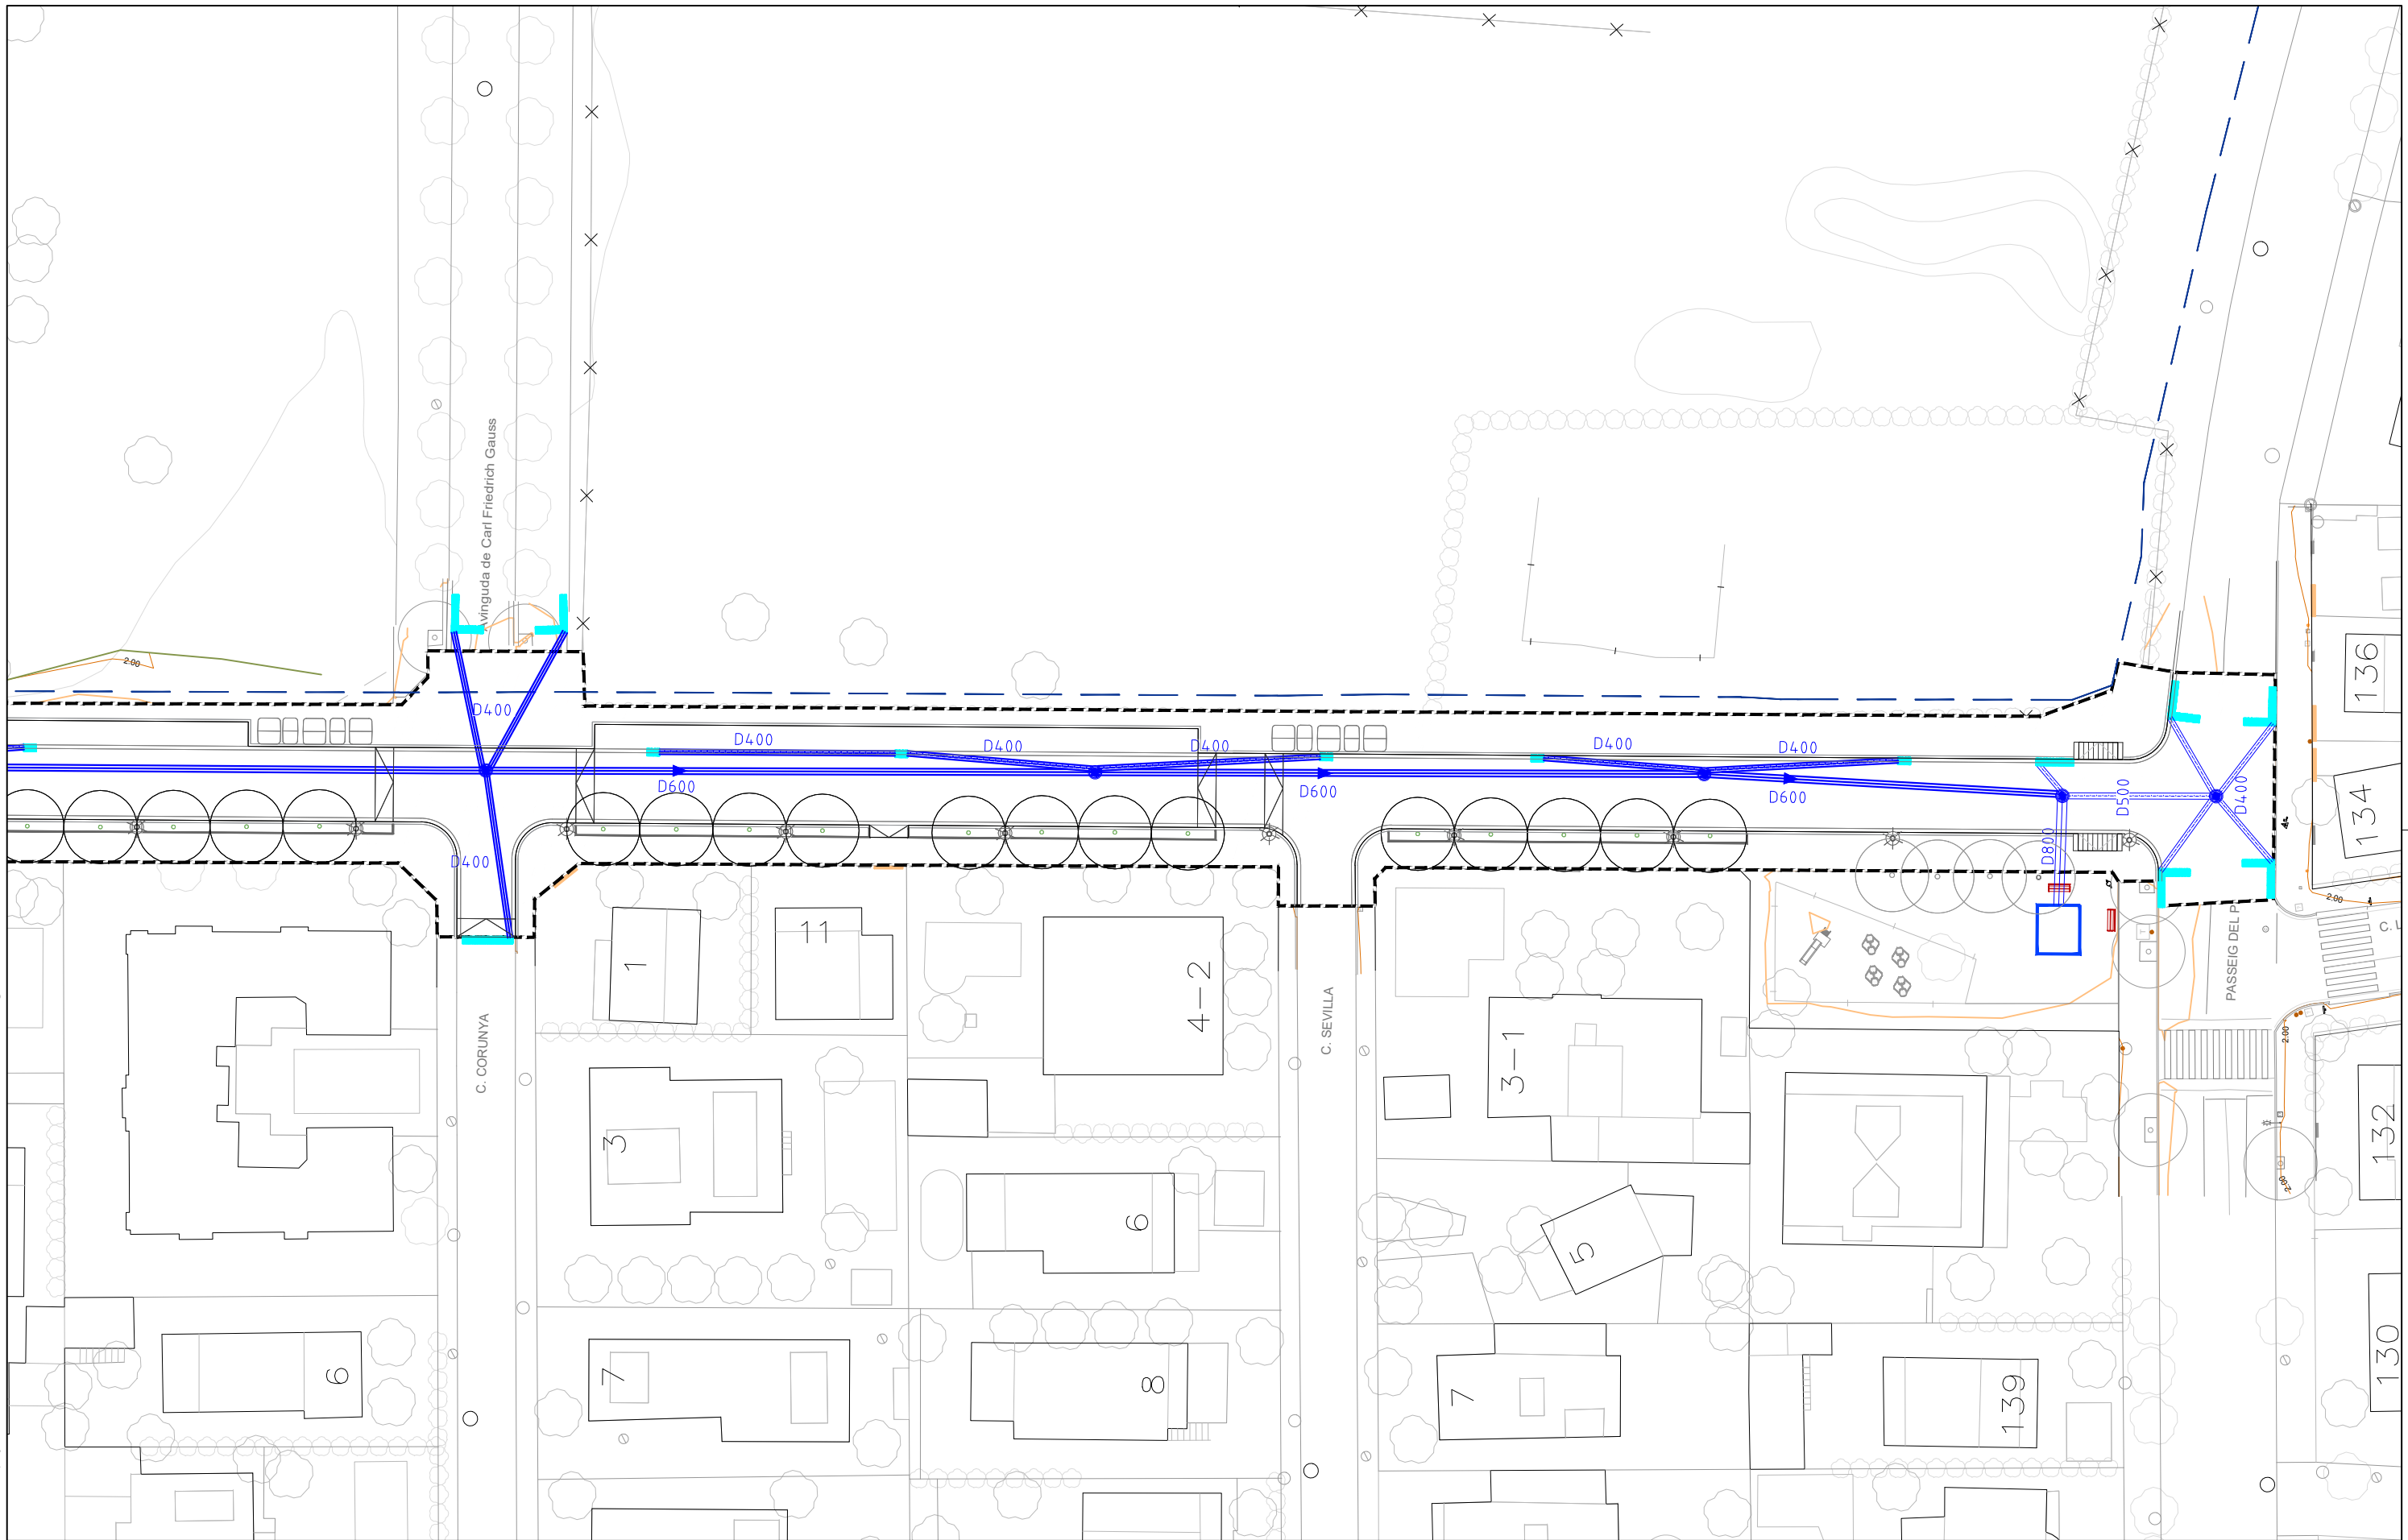 Avinguda de Carl Friedrich Gauss
2.00
D400
D400
D400
D400
D400
D400
D600
D600
D600
D500
D400
D400
D800
136
134
2.00
C. CORUNYA
1
11
4-2
C. SEVILLA
3-1
PASSEIG DEL P
C. L
2.00
3
132
2.00
6
5
6
7
8
7
139
130